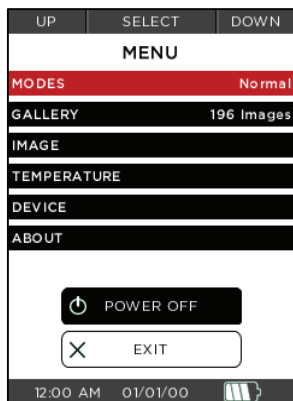 UP SELECT DOWN
MENU
MODES Normal
GALLERY 196 Images
IMAGE
TEMPERATURE
DEVICE
ABOUT
POWER OFF
EXIT
12:00 AM 01/01/00